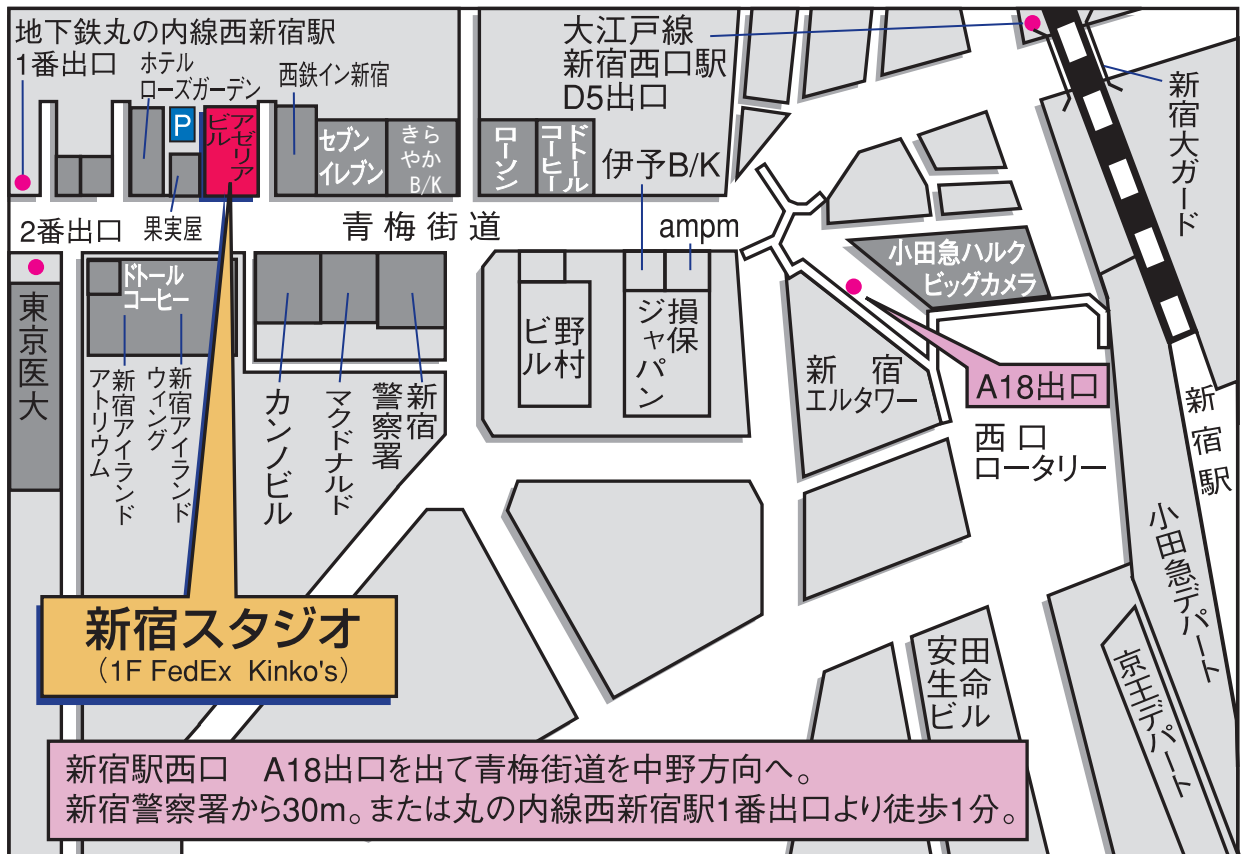 地下鉄丸の内線西新宿駅
1番出口
ホテル
ローズガーデン
西鉄イン新宿
大江戸線
新宿西口駅
D5出口
新宿大ガード
P
アゼリア
ビル
セブン
イレブン
きら
やか
B/K
ローソン
ドトール
コーヒー
伊予B/K
2番出口
果実屋
青梅街道
ampm
小田急ハルク
ビッグカメラ
東京医大
ドトール
コーヒー
新宿アイランド
アトリウム
新宿アイランド
ウィング
カンノビル
マクドナルド
新宿
警察署
野村
ビル
損保
ジャパン
新宿
エルタワー
A18出口
西口
ロータリー
新宿駅
小田急デパート
京王デパート
安田
生命
ビル
新宿スタジオ
(1F FedEx Kinko's)
新宿駅西口 A18出口を出て青梅街道を中野方向へ。
新宿警察署から30m。または丸の内線西新宿駅1番出口より徒歩1分。